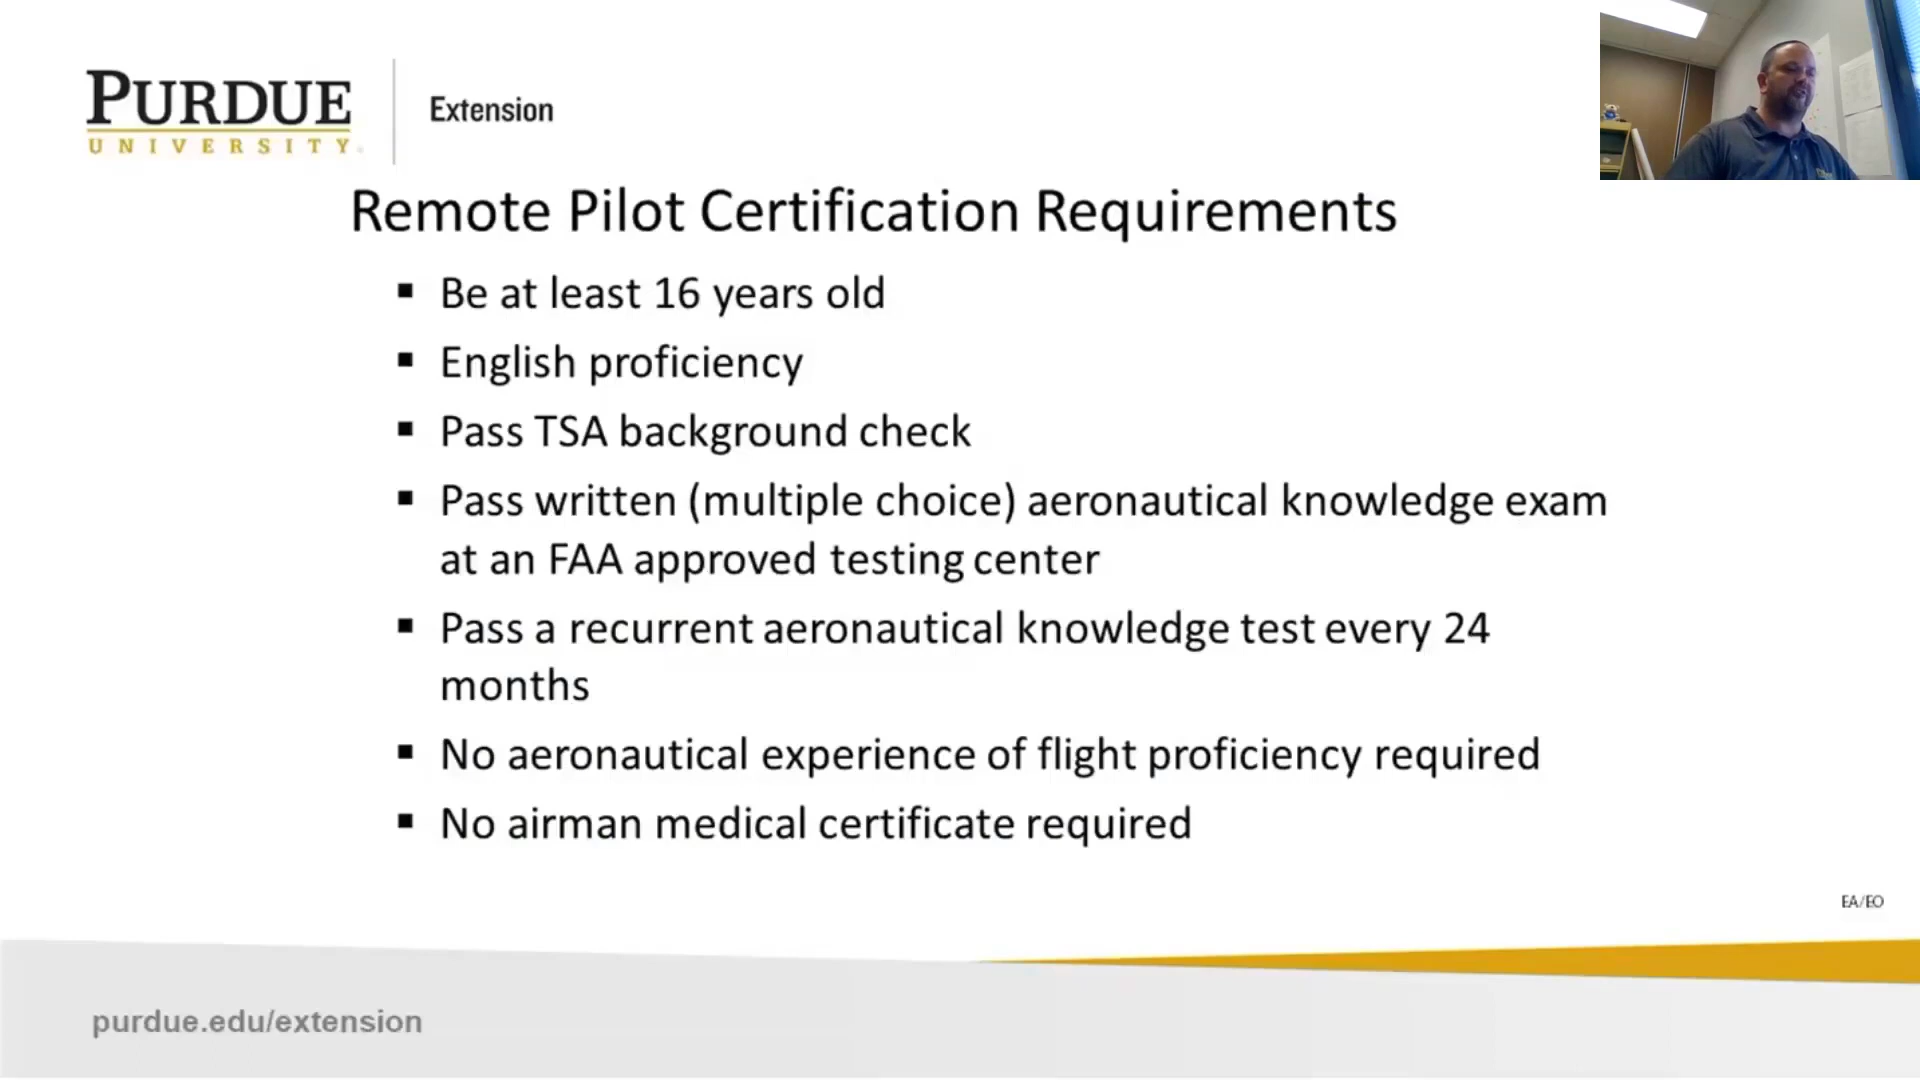 PURDUE
UNIVERSITY
Extension
Remote Pilot Certification Requirements
▪ Be at least 16 years old
▪ English proficiency
▪ Pass TSA background check
▪ Pass written (multiple choice) aeronautical knowledge exam
at an FAA approved testing center
▪ Pass a recurrent aeronautical knowledge test every 24
months
▪ No aeronautical experience of flight proficiency required
▪ No airman medical certificate required
EA/EO
purdue.edu/extension